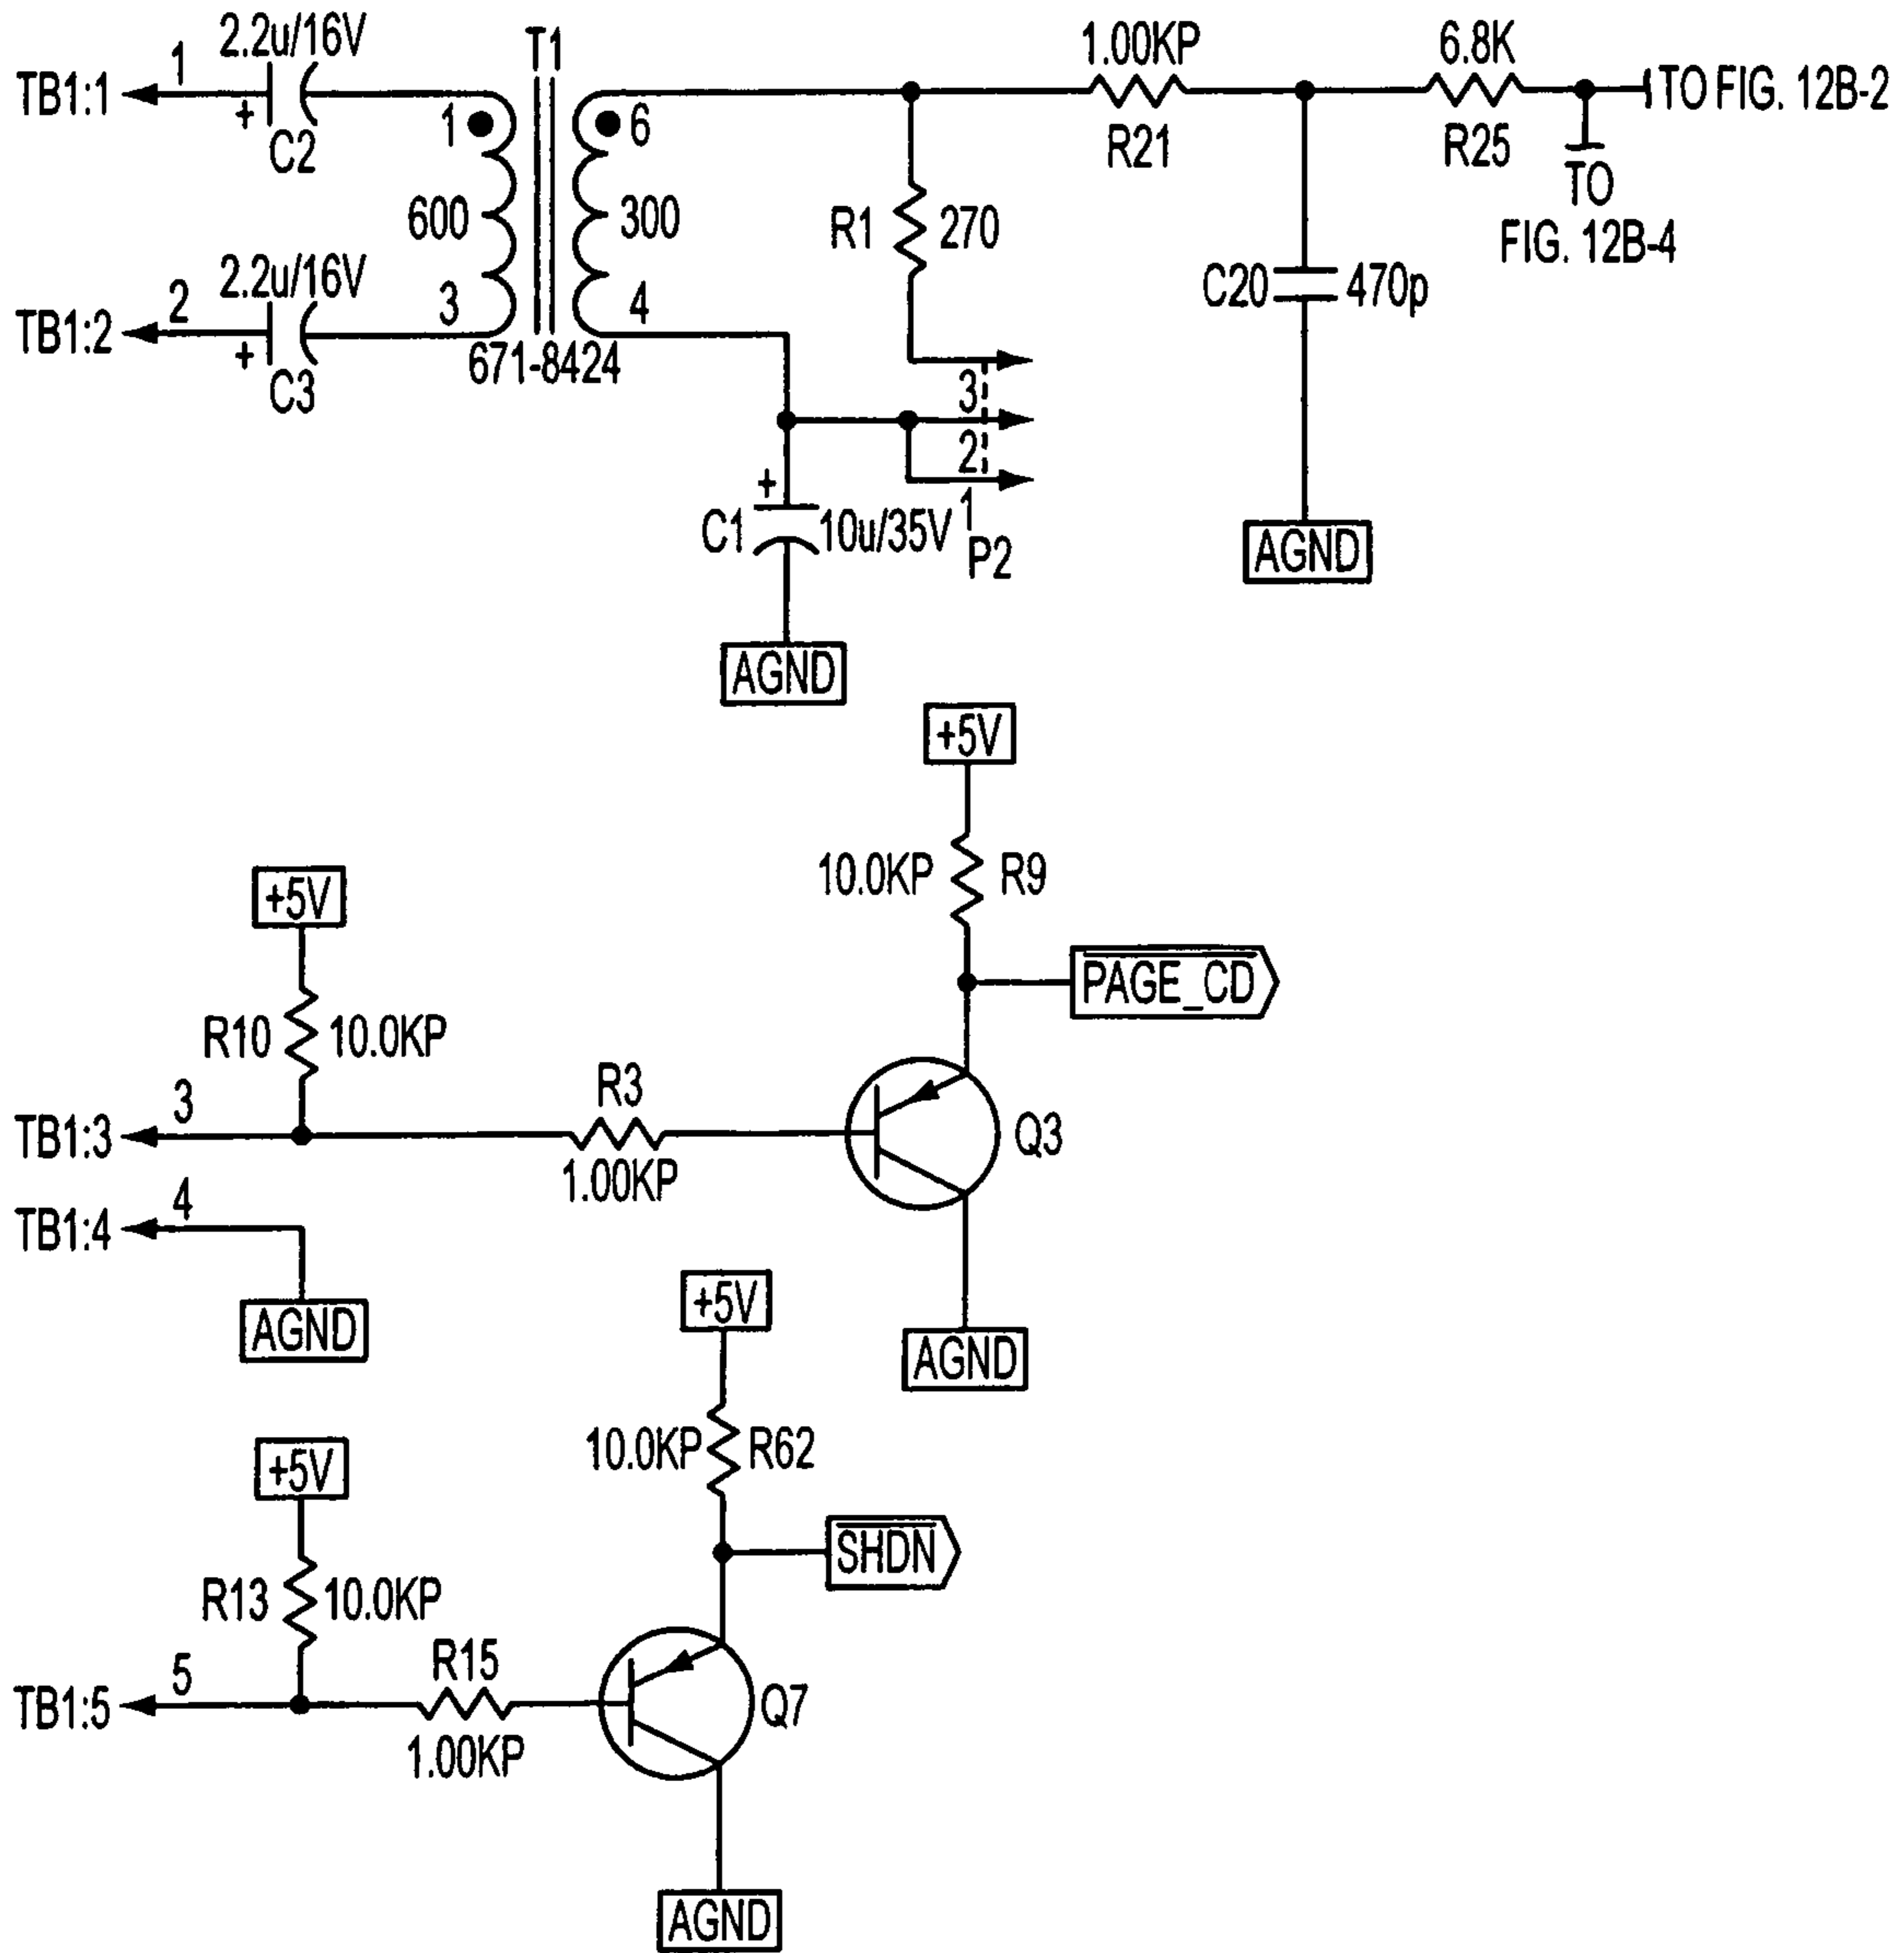 2.2u/16V
T1
1.00KP
6.8K
TB1:1
1
+
C2
1
6
R21
R25
TO FIG. 12B-2
TO
FIG. 12B-4
600
300
R1
270
2.2u/16V
C20
470p
TB1:2
2
+
C3
3
4
671-8424
3
2
1
P2
+
C1
10u/35V
AGND
AGND
+5V
10.0KP
R9
+5V
PAGE_CD
R10
10.0KP
TB1:3
3
R3
1.00KP
Q3
TB1:4
4
AGND
+5V
AGND
10.0KP
R62
+5V
SHDN
R13
10.0KP
TB1:5
5
R15
1.00KP
Q7
AGND